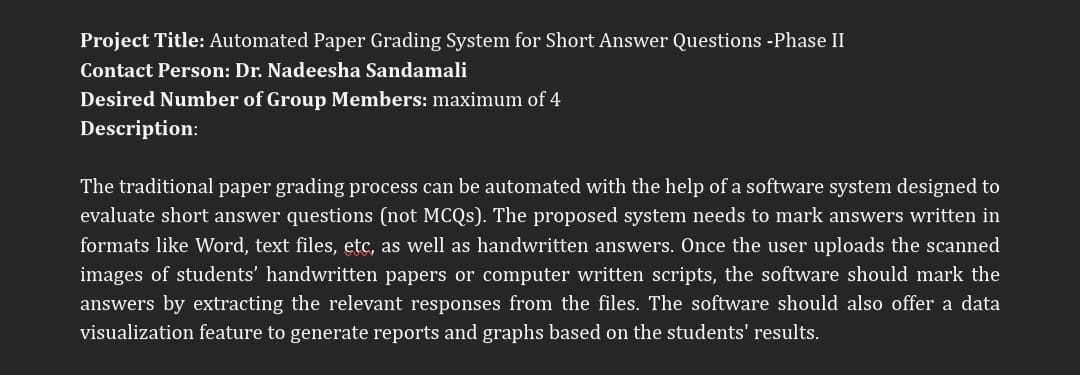 Project Title: Automated Paper Grading System for Short Answer Questions -Phase II
Contact Person: Dr. Nadeesha Sandamali
Desired Number of Group Members: maximum of 4
Description:
The traditional paper grading process can be automated with the help of a software system designed to
evaluate short answer questions (not MCQs). The proposed system needs to mark answers written in
formats like Word, text files, etc, as well as handwritten answers. Once the user uploads the scanned
images of students’ handwritten papers or computer written scripts, the software should mark the
answers by extracting the relevant responses from the files. The software should also offer a data
visualization feature to generate reports and graphs based on the students' results.